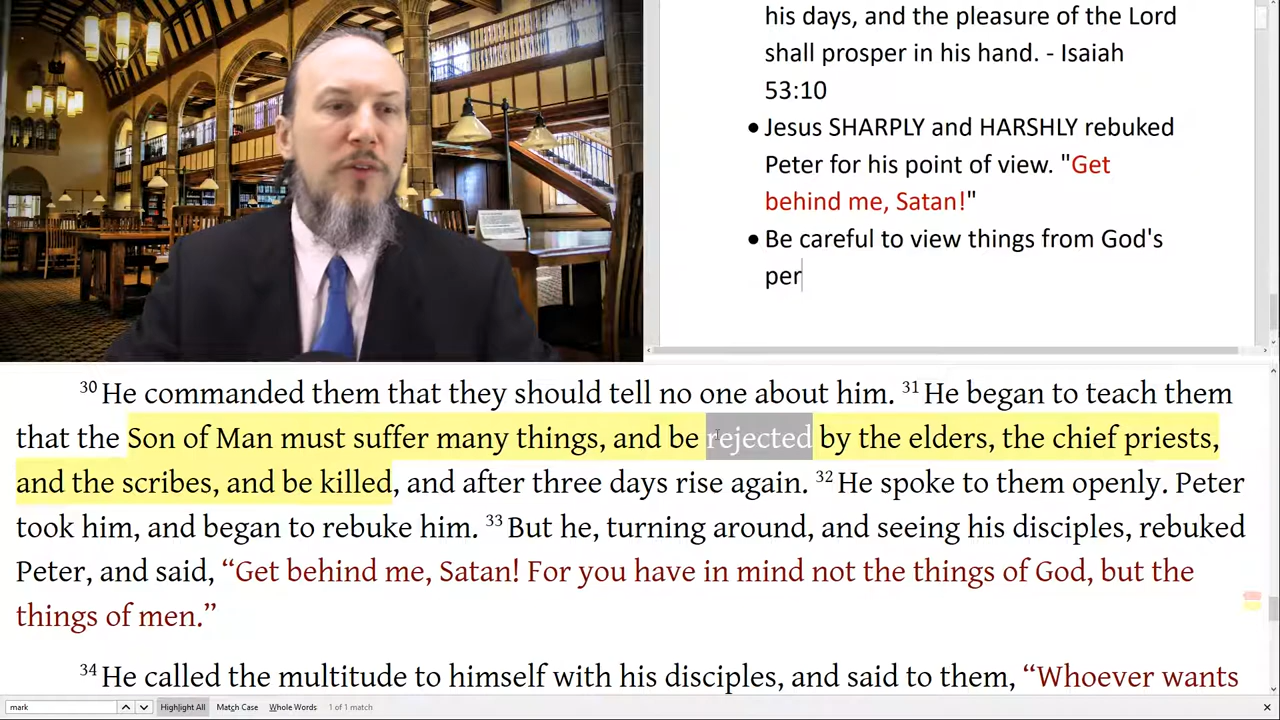 his days, and the pleasure of the Lord
shall prosper in his hand. - Isaiah
53:10
• Jesus SHARPLY and HARSHLY rebuked
Peter for his point of view. "Get
behind me, Satan!"
• Be careful to view things from God's
per
30 He commanded them that they should tell no one about him. 31 He began to teach them
that the Son of Man must suffer many things, and be rejected by the elders, the chief priests,
and the scribes, and be killed, and after three days rise again. 32 He spoke to them openly. Peter
took him, and began to rebuke him. 33 But he, turning around, and seeing his disciples, rebuked
Peter, and said, “Get behind me, Satan! For you have in mind not the things of God, but the
things of men.”
34 He called the multitude to himself with his disciples, and said to them, “Whoever wants
mark Highlight All Match Case Whole Words 1 of 1 match